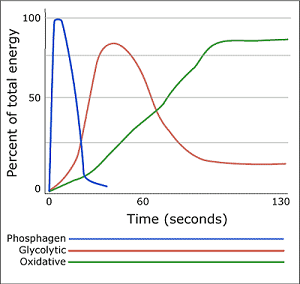 100
50
0
Percent of total energy
0 60 130
Time (seconds)
Phosphagen
Glycolytic
Oxidative